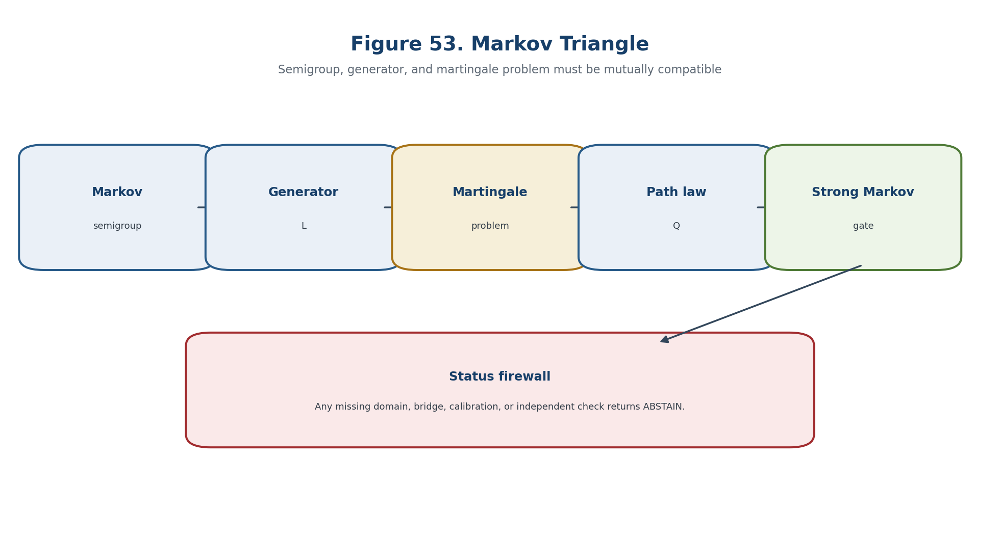 Figure 53. Markov Triangle
Semigroup, generator, and martingale problem must be mutually compatible
Markov
semigroup
Generator
L
Martingale
problem
Path law
Q
Strong Markov
gate
Status firewall
Any missing domain, bridge, calibration, or independent check returns ABSTAIN.